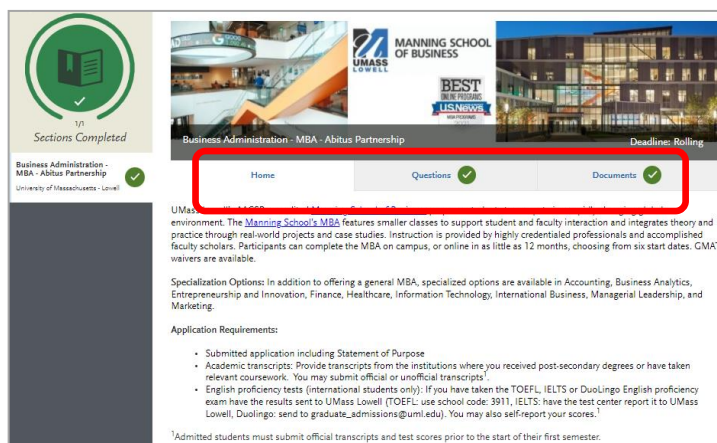 1/1
Sections Completed
Business Administration -
MBA - Abitus Partnership
University of Massachusetts - Lowell
UMASS
LOWELL
MANNING SCHOOL
OF BUSINESS
BEST
ONLINE PROGRAMS
U.S.News
MBA PROGRAMS
Business Administration - MBA - Abitus Partnership
Deadline: Rolling
Home
Questions
Documents
environment. The Manning School's MBA features smaller classes to support student and faculty interaction and integrates theory and
practice through real-world projects and case studies. Instruction is provided by highly credentialed professionals and accomplished
faculty scholars. Participants can complete the MBA on campus, or online in as little as 12 months, choosing from six start dates. GMAT
waivers are available.
Specialization Options: In addition to offering a general MBA, specialized options are available in Accounting, Business Analytics,
Entrepreneurship and Innovation, Finance, Healthcare, Information Technology, International Business, Managerial Leadership, and
Marketing.
Application Requirements:
• Submitted application including Statement of Purpose
• Academic transcripts: Provide transcripts from the institutions where you received post-secondary degrees or have taken
relevant coursework. You may submit official or unofficial transcripts¹.
• English proficiency tests (international students only): If you have taken the TOEFL, IELTS or DuoLingo English proficiency
exam have the results sent to UMass Lowell (TOEFL: use school code: 3911, IELTS: have the test center report it to UMass
Lowell, Duolingo: send to graduate_admissions@uml.edu). You may also self-report your scores.¹
¹Admitted students must submit official transcripts and test scores prior to the start of their first semester.